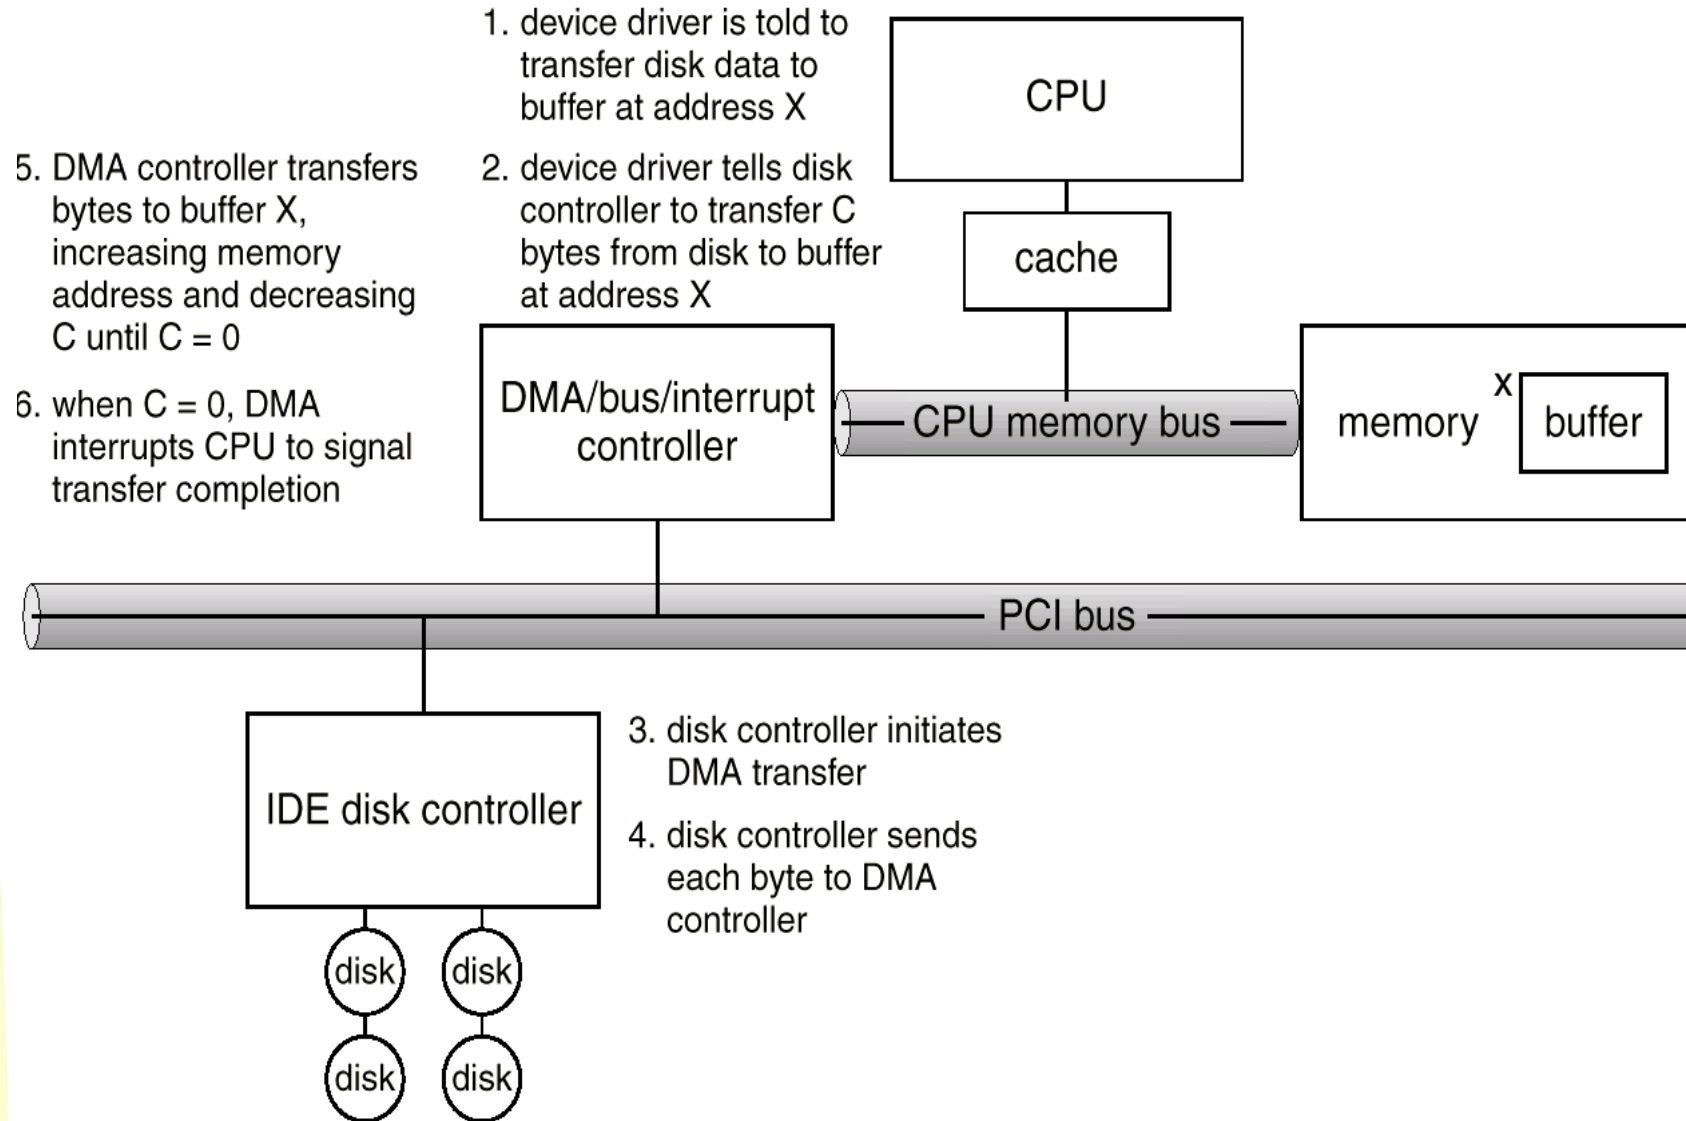 1. device driver is told to
transfer disk data to
buffer at address X
CPU
5. DMA controller transfers
bytes to buffer X,
increasing memory
address and decreasing
C until C = 0
2. device driver tells disk
controller to transfer C
bytes from disk to buffer
at address X
cache
6. when C = 0, DMA
interrupts CPU to signal
transfer completion
DMA/bus/interrupt
controller
CPU memory bus
memory
x
buffer
PCI bus
IDE disk controller
3. disk controller initiates
DMA transfer
4. disk controller sends
each byte to DMA
controller
disk
disk
disk
disk